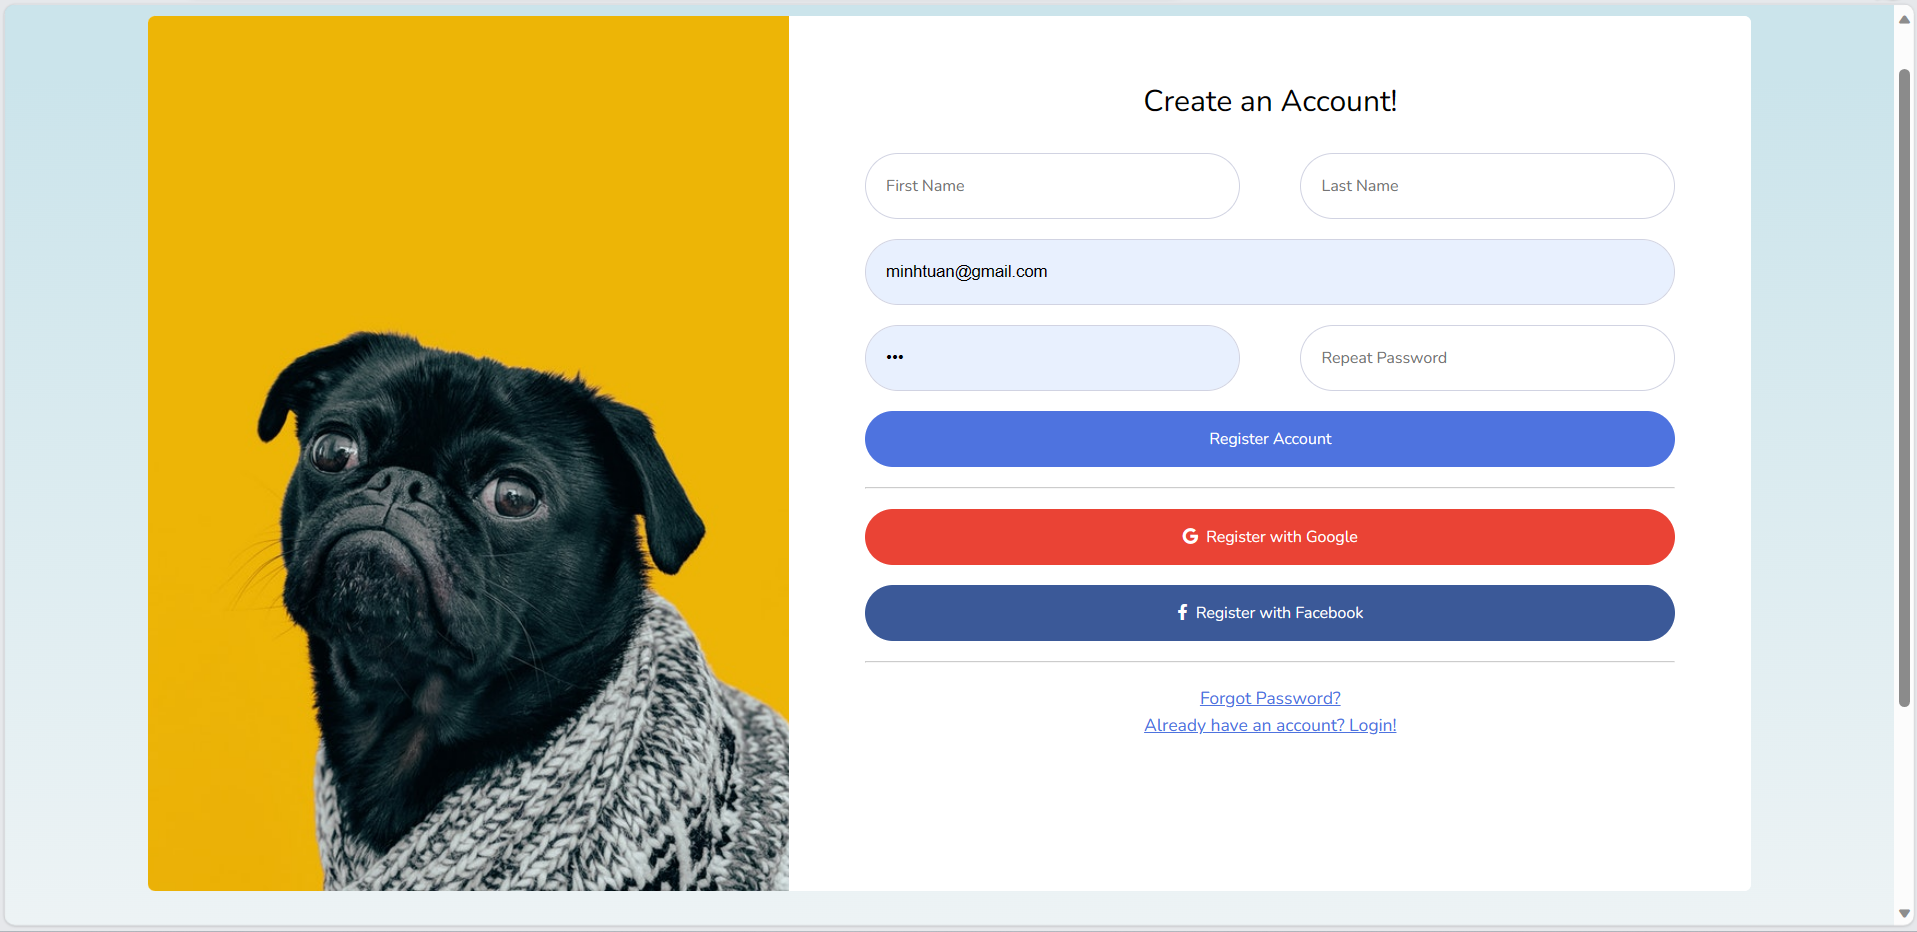 Create an Account!
First Name
Last Name
minhtuan@gmail.com
•••
Repeat Password
Register Account
Register with Google
Register with Facebook
Forgot Password?
Already have an account? Login!